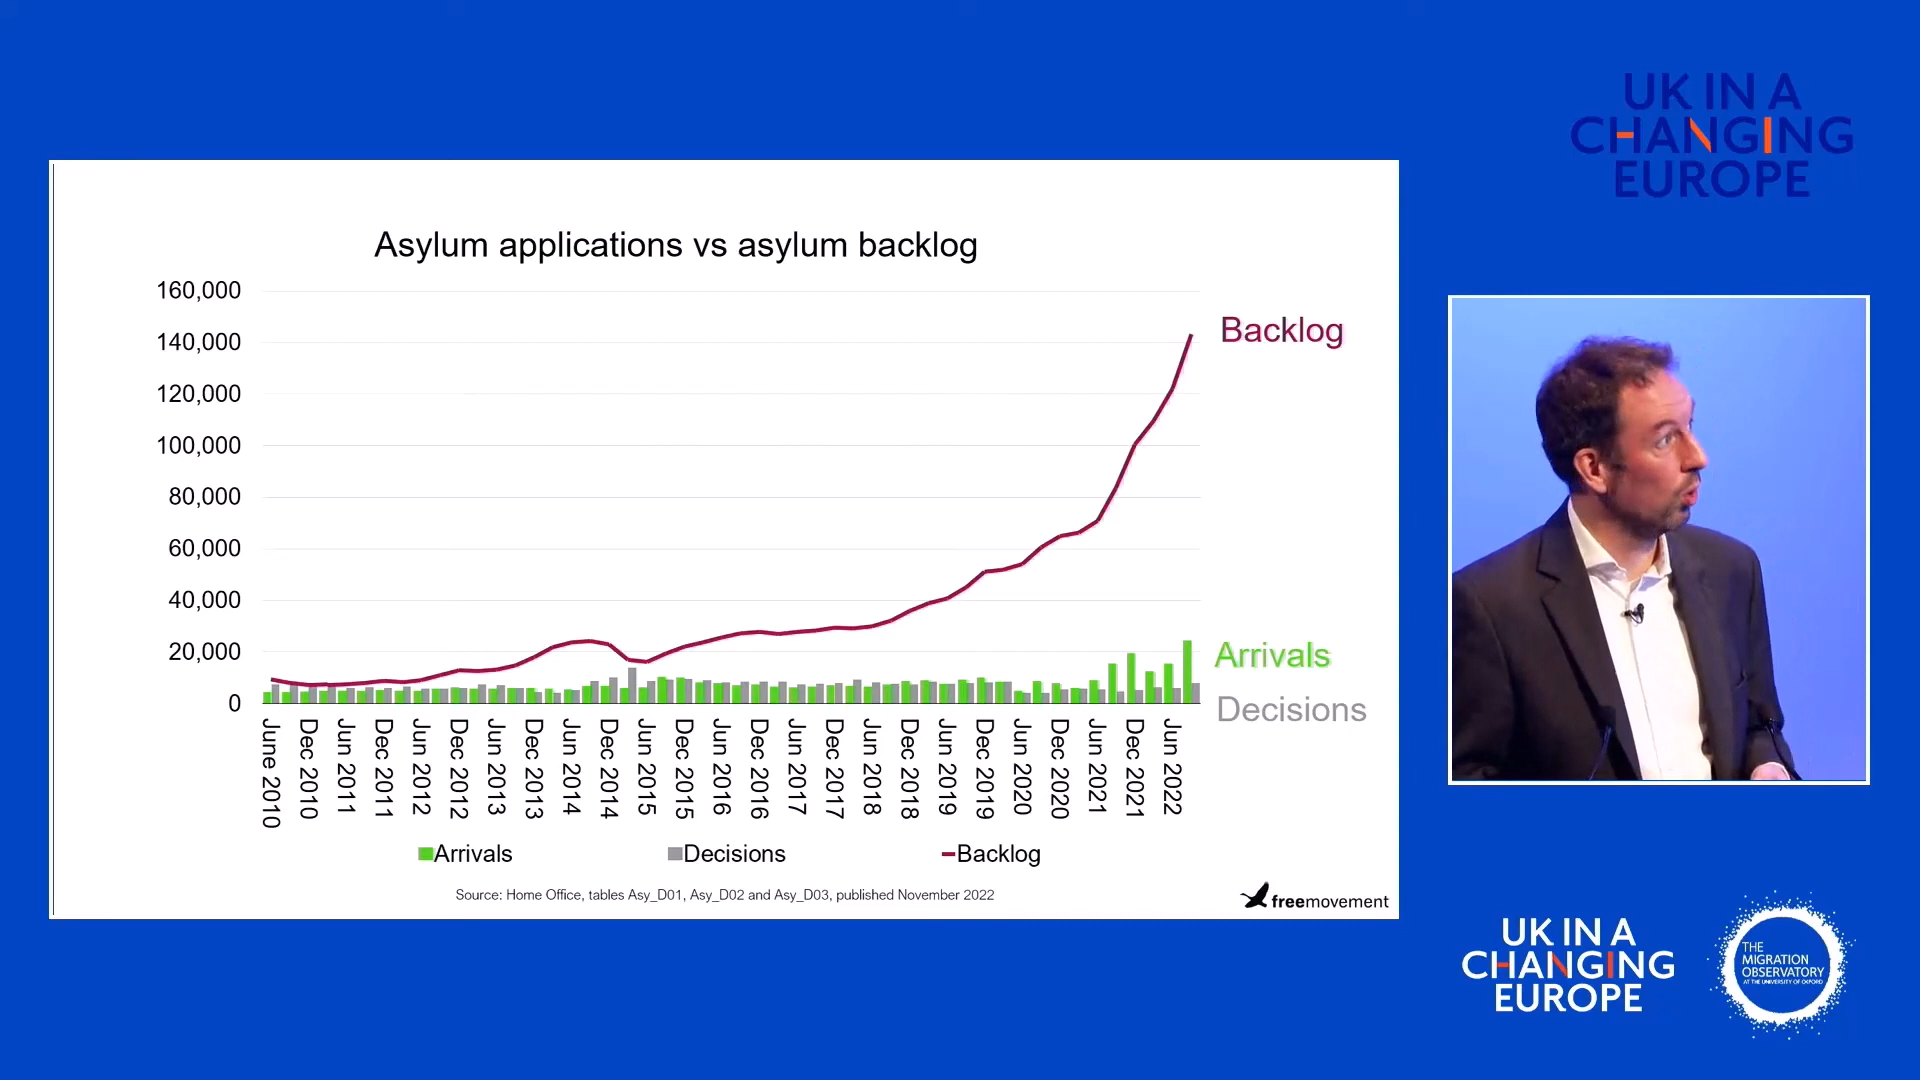 UK IN A
CHANGING
EUROPE
Asylum applications vs asylum backlog
160,000
140,000
120,000
100,000
80,000
60,000
40,000
20,000
0
Backlog
Arrivals
Decisions
June 2010
Dec 2010
Jun 2011
Dec 2011
Jun 2012
Dec 2012
Jun 2013
Dec 2013
Jun 2014
Dec 2014
Jun 2015
Dec 2015
Jun 2016
Dec 2016
Jun 2017
Dec 2017
Jun 2018
Dec 2018
Jun 2019
Dec 2019
Jun 2020
Dec 2020
Jun 2021
Dec 2021
Jun 2022
Arrivals
Decisions
Backlog
Source: Home Office, tables Asy_D01, Asy_D02 and Asy_D03, published November 2022
freemovement
UK IN A
CHANGING
EUROPE
THE
MIGRATION
OBSERVATORY
AT THE UNIVERSITY OF OXFORD